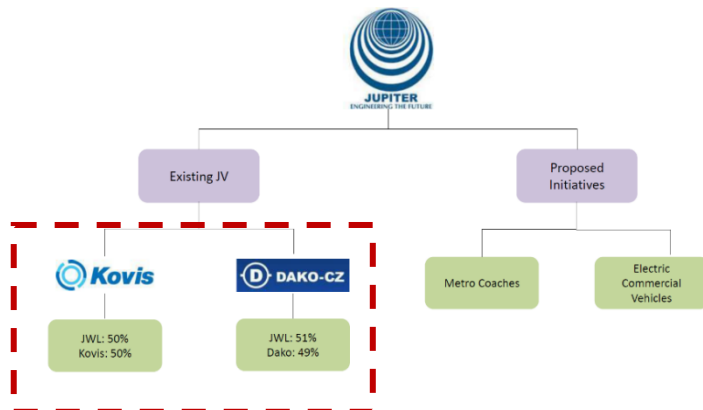 JUPITER
ENGINEERING THE FUTURE
Existing JV
Proposed
Initiatives
Kovis
D DAKO-CZ
Metro Coaches
Electric
Commercial
Vehicles
JWL: 50%
Kovis: 50%
JWL: 51%
Dako: 49%